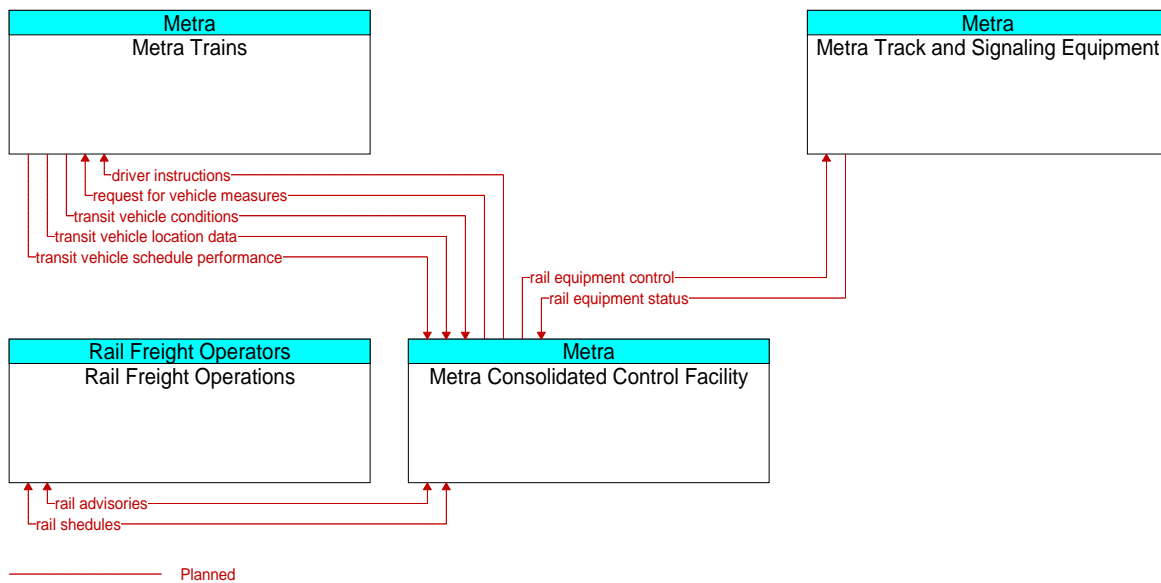 Metra
Metra Trains
Metra
Metra Track and Signaling Equipment
driver instructions
request for vehicle measures
transit vehicle conditions
transit vehicle location data
transit vehicle schedule performance
rail equipment control
rail equipment status
Rail Freight Operators
Rail Freight Operations
Metra
Metra Consolidated Control Facility
rail advisories
rail shedules
Planned